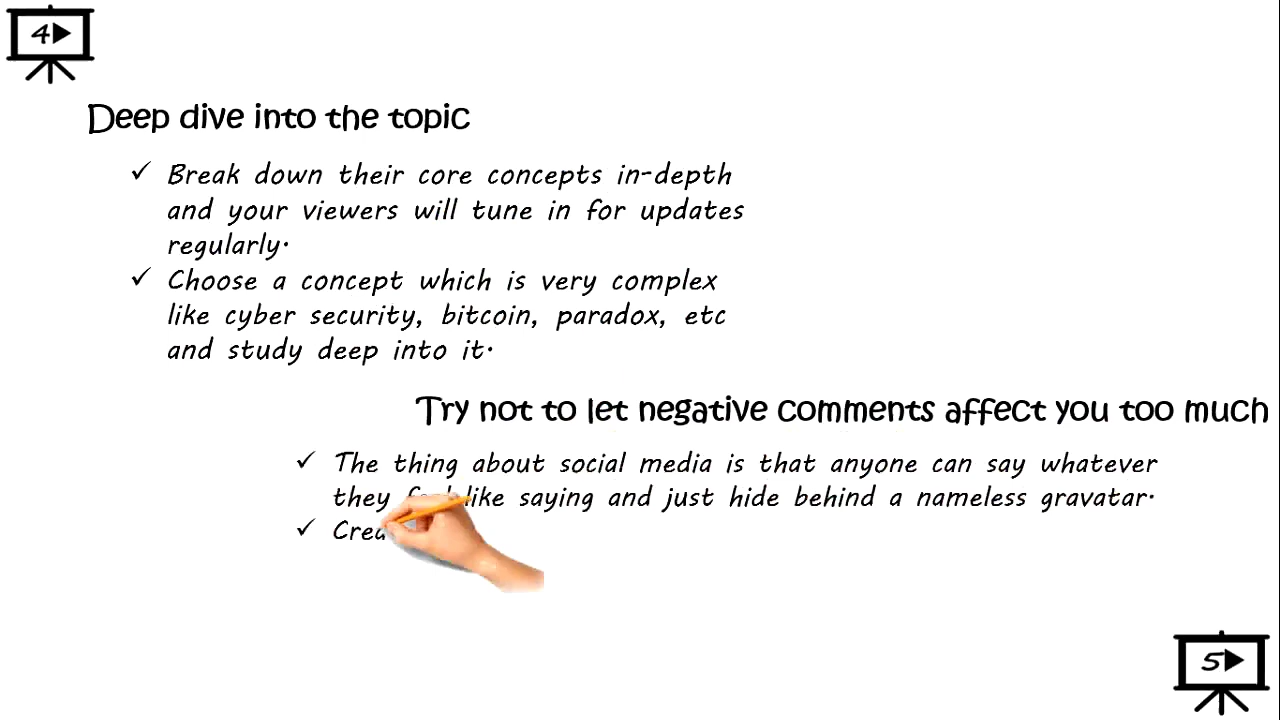 4
Deep dive into the topic
✓ Break down their core concepts in-depth
and your viewers will tune in for updates
regularly.
✓ Choose a concept which is very complex
like cyber security, bitcoin, paradox, etc
and study deep into it.
Try not to let negative comments affect you too much
✓ The thing about social media is that anyone can say whatever
they like saying and just hide behind a nameless gravatar.
✓
5